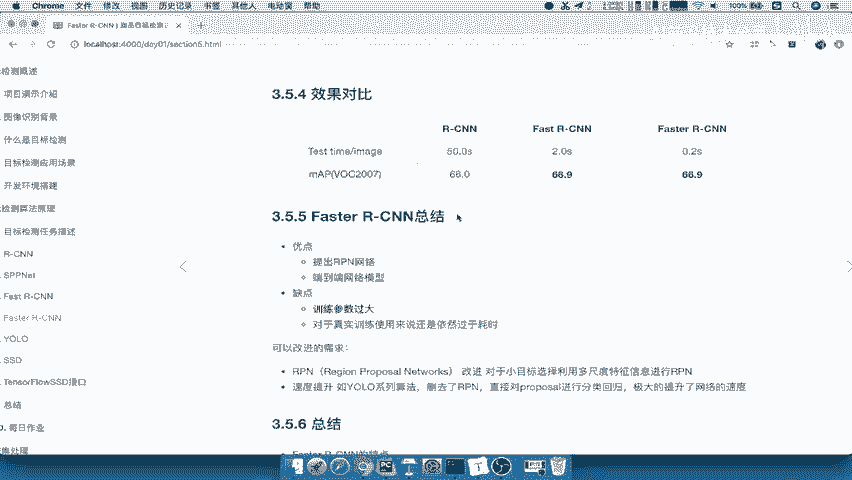 Chrome 文件 修改 视图 历史记录 书签 其他人 电动窗 帮助
100%
Faster R-CNN
localhost:4000/day01/section5.html
检测概述
项目演示介绍
图像识别背景
什么是目标检测
目标检测应用场景
开发环境搭建
检测算法原理
目标检测任务描述
R-CNN
SPPNet
Fast R-CNN
Faster R-CNN
YOLO
SSD
TensorFlowSSD接口
总结
每日作业
集处理
3.5.4 效果对比
R-CNN Fast R-CNN Faster R-CNN
Test time/image 50.0s 2.0s 0.2s
mAP(VOC2007) 66.0 66.9 66.9
3.5.5 Faster R-CNN总结
优点
提出RPN网络
端到端网络模型
缺点
训练参数过大
对于真实训练使用来说还是依然过于耗时
可以改进的需求：
RPN（Region Proposal Networks） 改进 对于小目标选择利用多尺度特征信息进行RPN
速度提升 如YOLO系列算法，删去了RPN，直接对proposal进行分类回归，极大的提升了网络的速度
3.5.6 总结
Faster R-CNN的特点